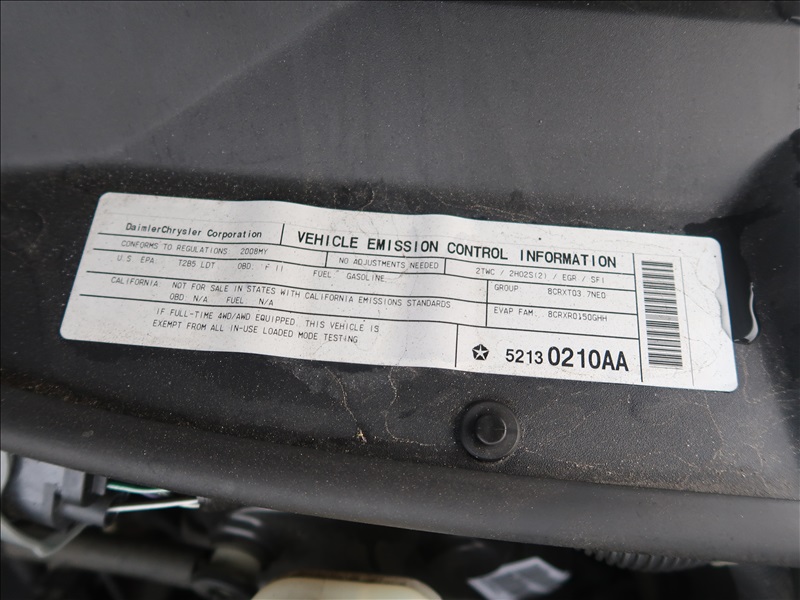 DaimlerChrysler Corporation
VEHICLE EMISSION CONTROL INFORMATION
CONFORMS TO REGULATIONS: 2008MY
NO ADJUSTMENTS NEEDED
2TWC / 2HO2S(2) / EGR / SFI
U.S. EPA: T2B5 LDT OBD: F II FUEL: GASOLINE
GROUP: 8CRXT03.7NE0
CALIFORNIA: NOT FOR SALE IN STATES WITH CALIFORNIA EMISSIONS STANDARDS
OBD: N/A FUEL: N/A
EVAP FAM.: 8CRXR0150GHH
IF FULL-TIME 4WD/AWD EQUIPPED, THIS VEHICLE IS
EXEMPT FROM ALL IN-USE LOADED MODE TESTING
5213 0210AA